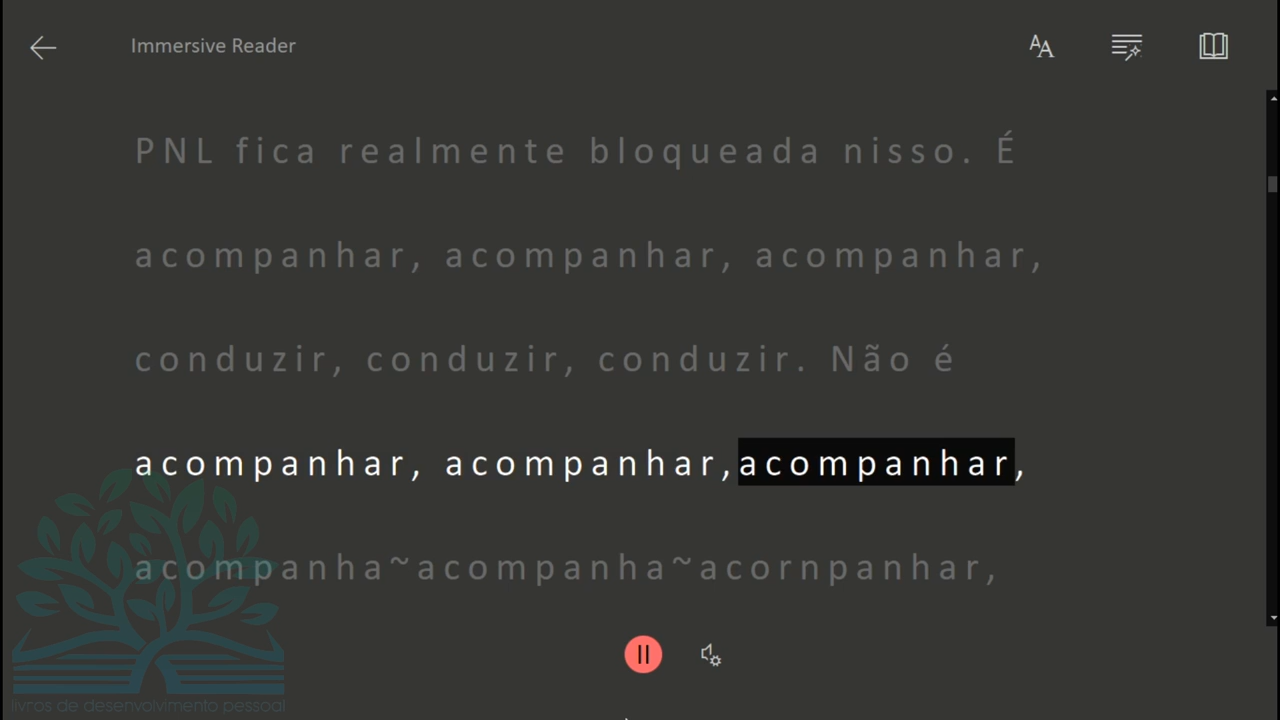 Immersive Reader
PNL fica realmente bloqueada nisso. É
acompanhar, acompanhar, acompanhar,
conduzir, conduzir, conduzir. Não é
acompanhar, acompanhar,acompanhar,
acompanha~acompanha~acornpanhar,
livros de desenvolvimento pessoal